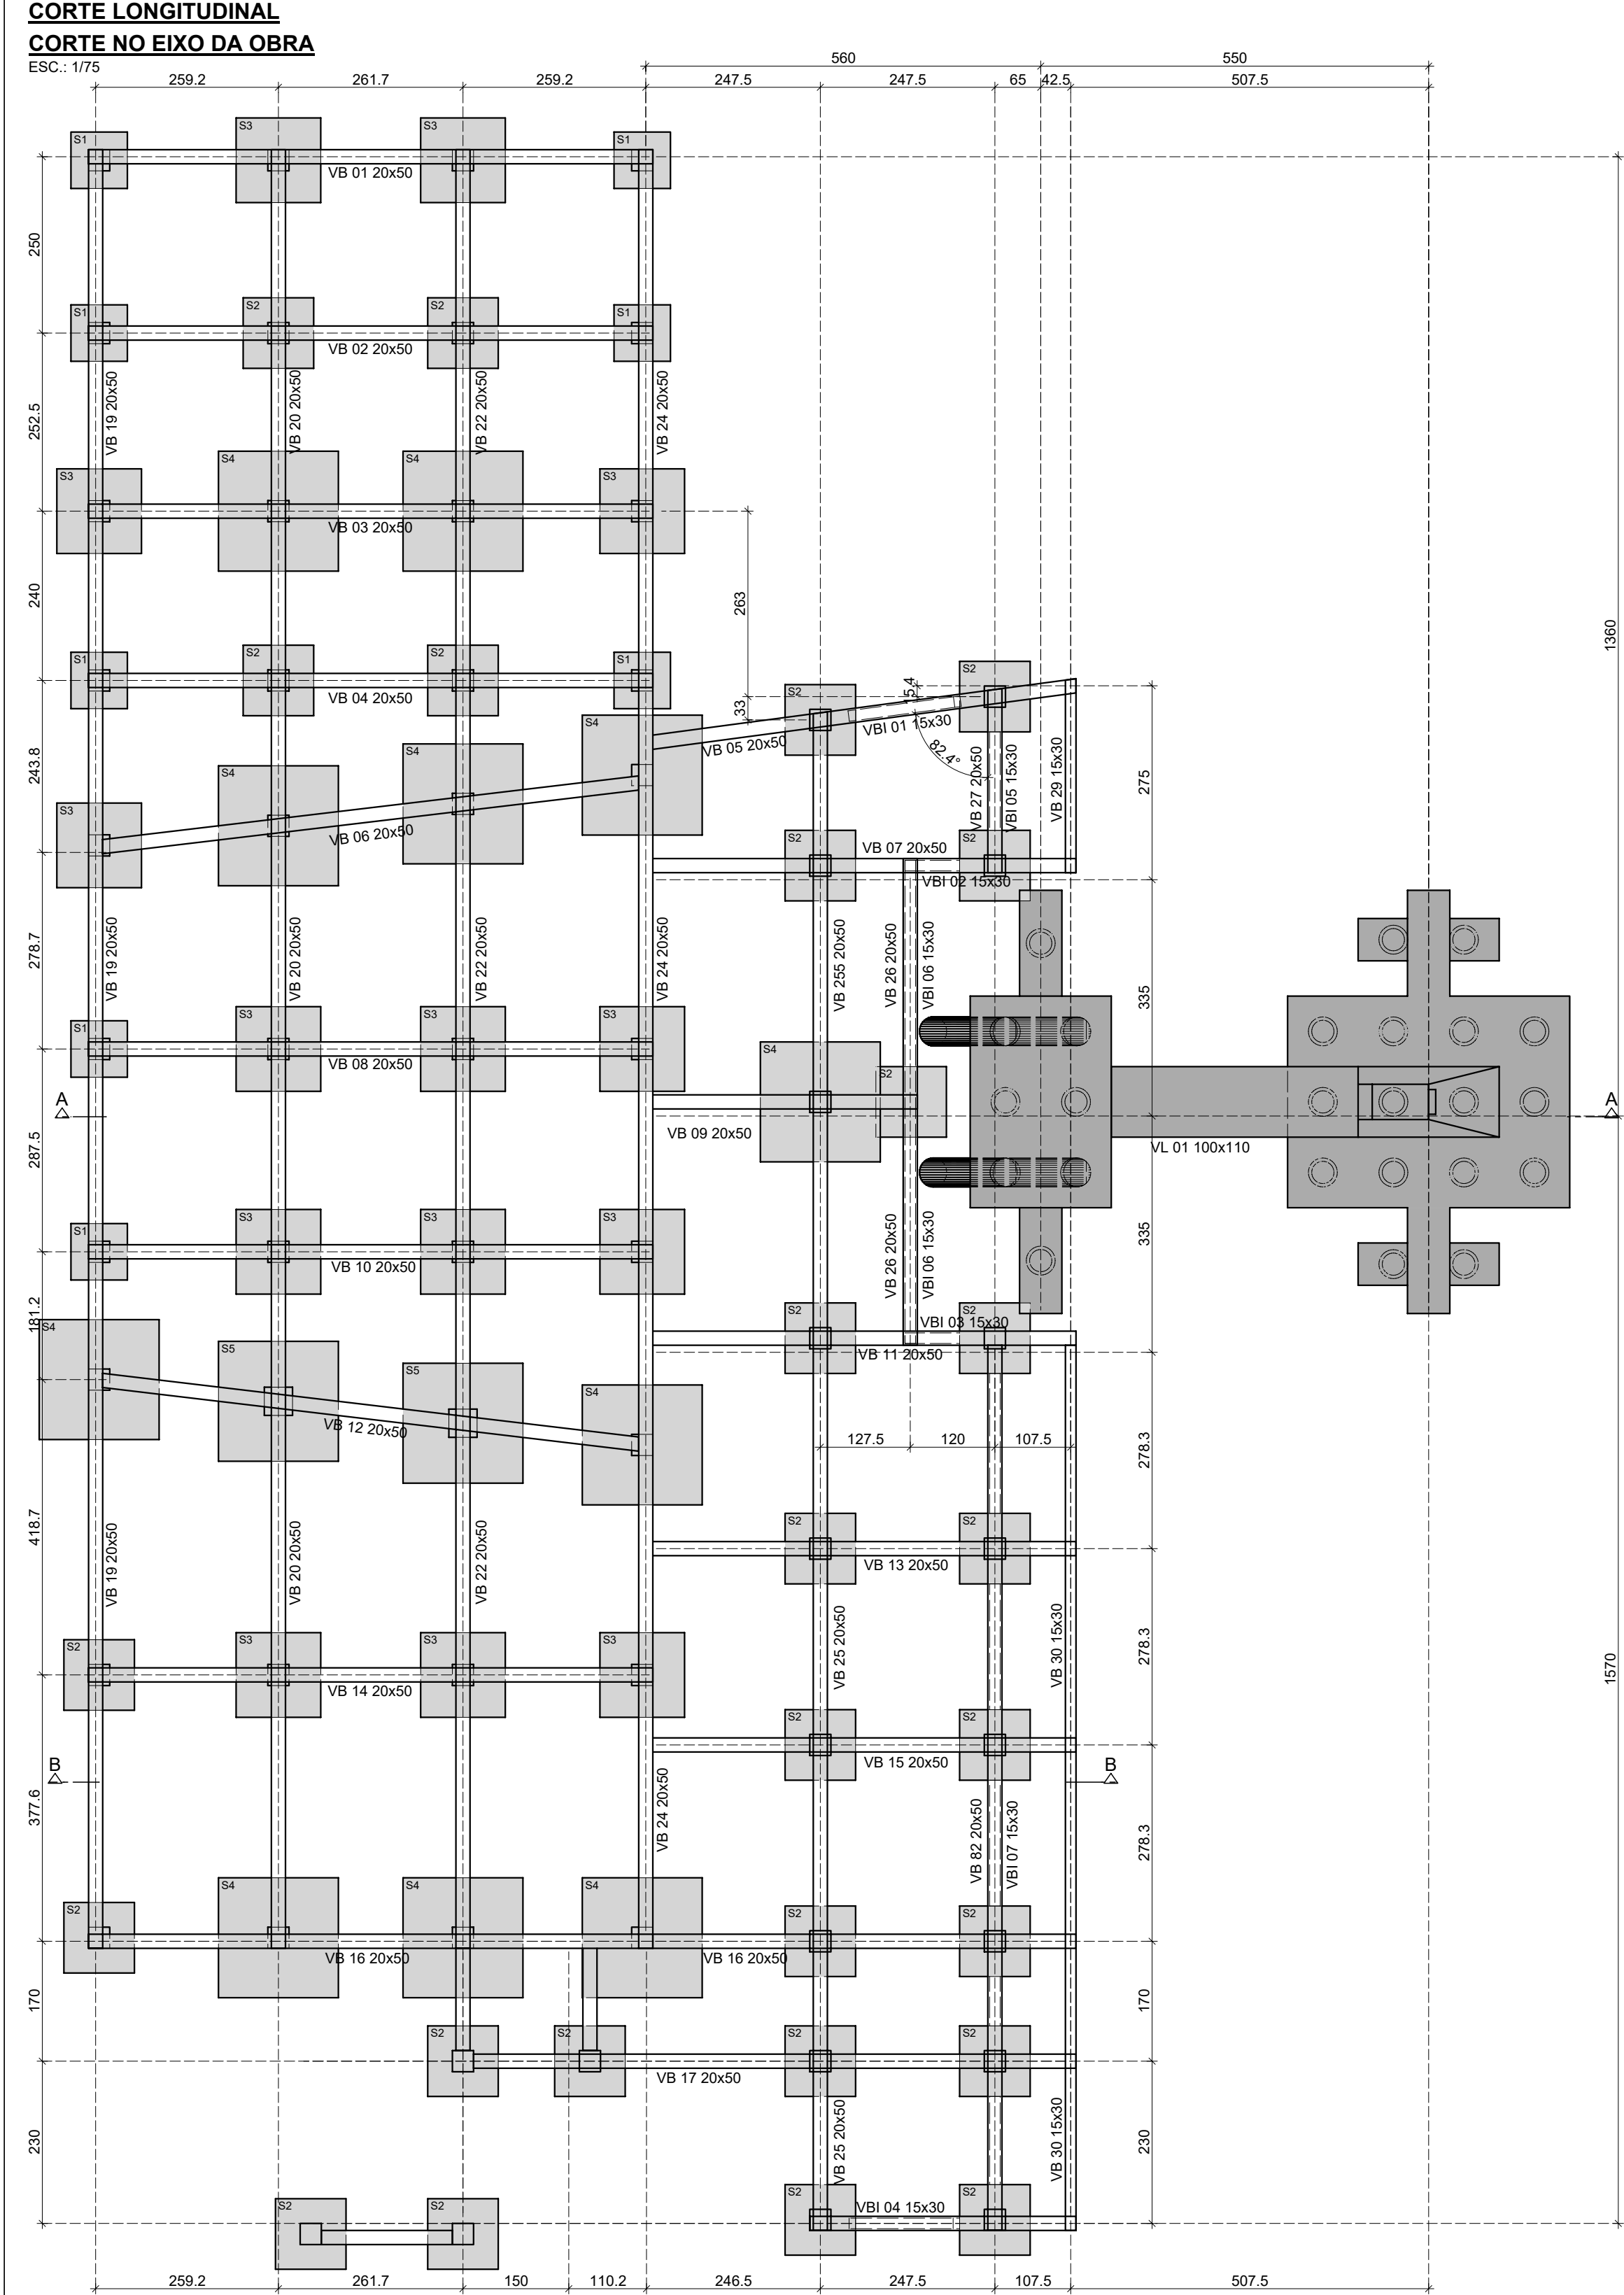 CORTE LONGITUDINAL
CORTE NO EIXO DA OBRA
ESC.: 1/75
560
550
259.2
261.7
259.2
247.5
247.5
65
42.5
507.5
S1
S3
S3
S1
VB 01 20x50
250
S1
S2
S2
S1
VB 02 20x50
252.5
VB 19 20x50
VB 20 20x50
VB 22 20x50
VB 24 20x50
S3
S4
S4
S3
VB 03 20x50
240
263
1360
S1
S2
S2
S1
VB 04 20x50
33
15.4
S2
S2
S4
VB 05 20x50
VBI 01 15x30
82.4°
VB 27 20x50
VBI 05 15x30
VB 29 15x30
275
243.8
S3
S4
S4
VB 06 20x50
S2
S2
VB 07 20x50
VBI 02 15x30
278.7
VB 19 20x50
VB 20 20x50
VB 22 20x50
VB 24 20x50
VB 255 20x50
VB 26 20x50
VBI 06 15x30
335
S1
S3
S3
S3
VB 08 20x50
S4
S2
A
A
VB 09 20x50
VL 01 100x110
287.5
S1
S3
S3
S3
VB 10 20x50
VB 26 20x50
VBI 06 15x30
335
181.2
S4
S5
S5
S4
VB 12 20x50
S2
S2
VBI 03 15x30
VB 11 20x50
127.5
120
107.5
278.3
418.7
VB 19 20x50
VB 20 20x50
VB 22 20x50
S2
S2
VB 13 20x50
VB 25 20x50
VB 30 15x30
278.3
1570
S2
S3
S3
S3
VB 14 20x50
S2
S2
VB 15 20x50
B
B
377.6
VB 24 20x50
VB 82 20x50
VBI 07 15x30
278.3
S2
S4
S4
S4
S2
S2
VB 16 20x50
VB 16 20x50
170
170
S2
S2
S2
S2
VB 17 20x50
230
VB 25 20x50
VB 30 15x30
230
S2
S2
S2
S2
VBI 04 15x30
259.2
261.7
150
110.2
246.5
247.5
107.5
507.5